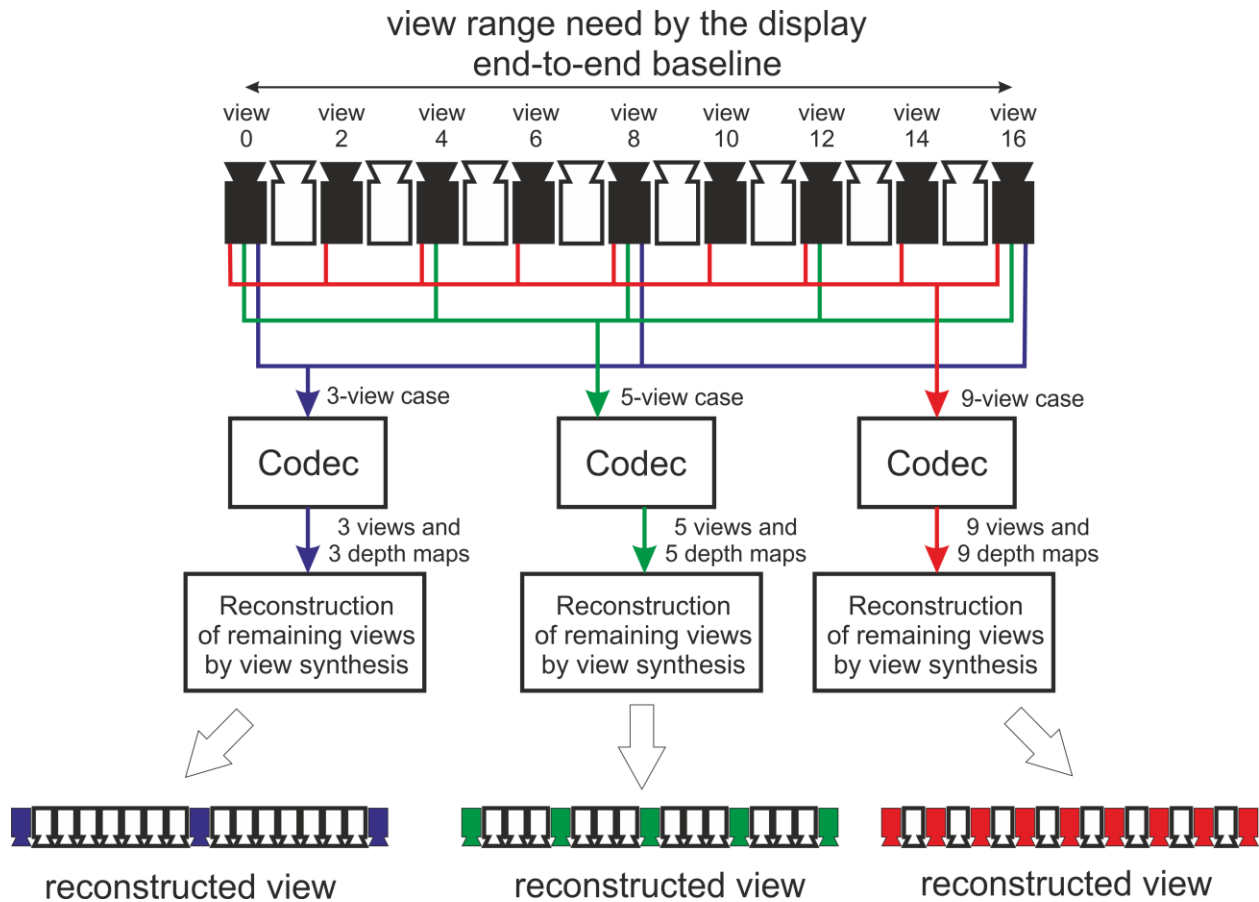 view range need by the display
end-to-end baseline
view view view view view view view view view
0 2 4 6 8 10 12 14 16
3-view case 5-view case 9-view case
Codec Codec Codec
3 views and 5 views and 9 views and
3 depth maps 5 depth maps 9 depth maps
Reconstruction Reconstruction Reconstruction
of remaining views of remaining views of remaining views
by view synthesis by view synthesis by view synthesis
reconstructed view reconstructed view reconstructed view